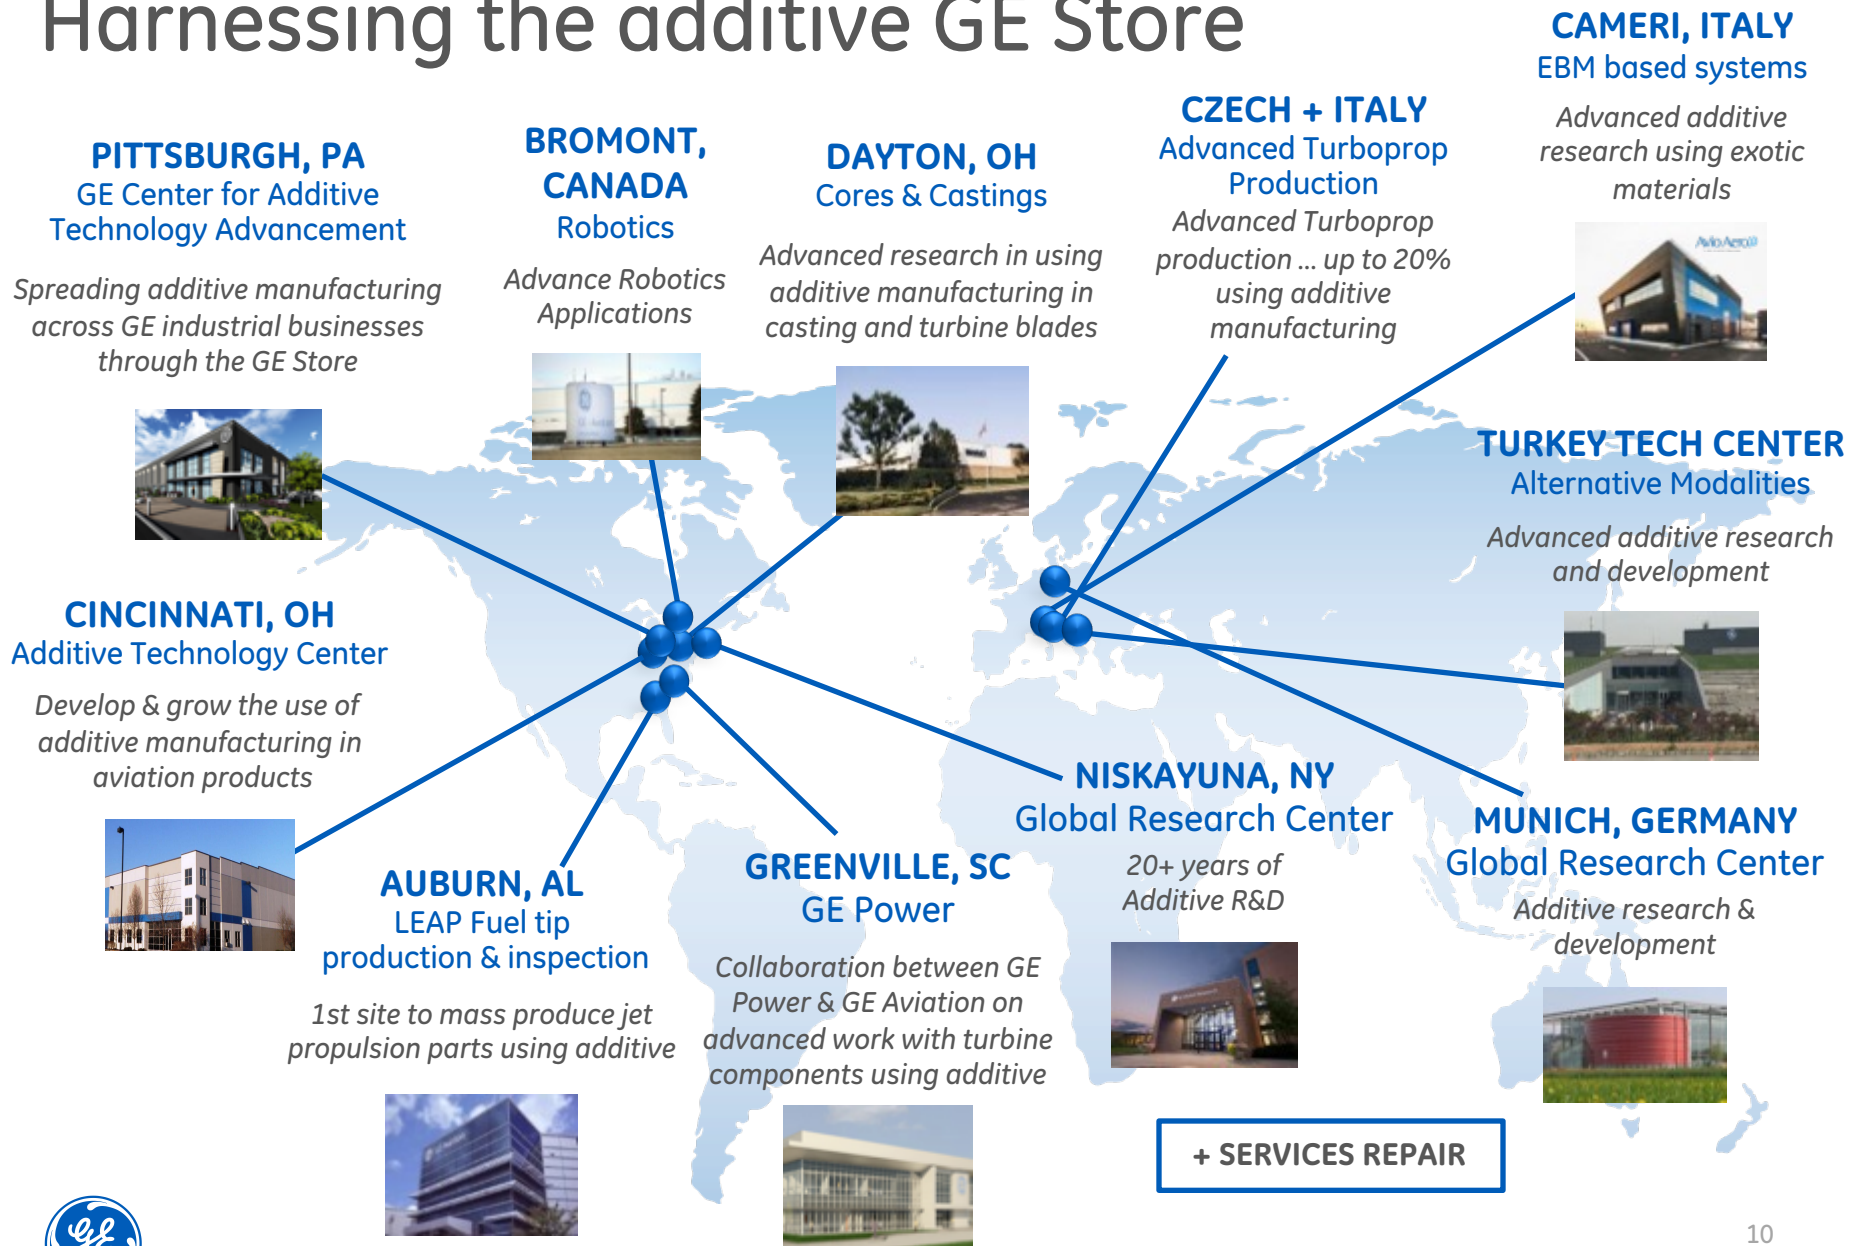 Harnessing the additive GE Store
CAMERI, ITALY
EBM based systems
Advanced additive
research using exotic
materials
AvioAero
CZECH + ITALY
Advanced Turboprop
Production
Advanced Turboprop
production ... up to 20%
using additive
manufacturing
BROMONT,
CANADA
Robotics
Advance Robotics
Applications
DAYTON, OH
Cores & Castings
Advanced research in using
additive manufacturing in
casting and turbine blades
PITTSBURGH, PA
GE Center for Additive
Technology Advancement
Spreading additive manufacturing
across GE industrial businesses
through the GE Store
TURKEY TECH CENTER
Alternative Modalities
Advanced additive research
and development
CINCINNATI, OH
Additive Technology Center
Develop & grow the use of
additive manufacturing in
aviation products
NISKAYUNA, NY
Global Research Center
20+ years of
Additive R&D
MUNICH, GERMANY
Global Research Center
Additive research &
development
AUBURN, AL
LEAP Fuel tip
production & inspection
1st site to mass produce jet
propulsion parts using additive
GREENVILLE, SC
GE Power
Collaboration between GE
Power & GE Aviation on
advanced work with turbine
components using additive
+ SERVICES REPAIR
GE
10